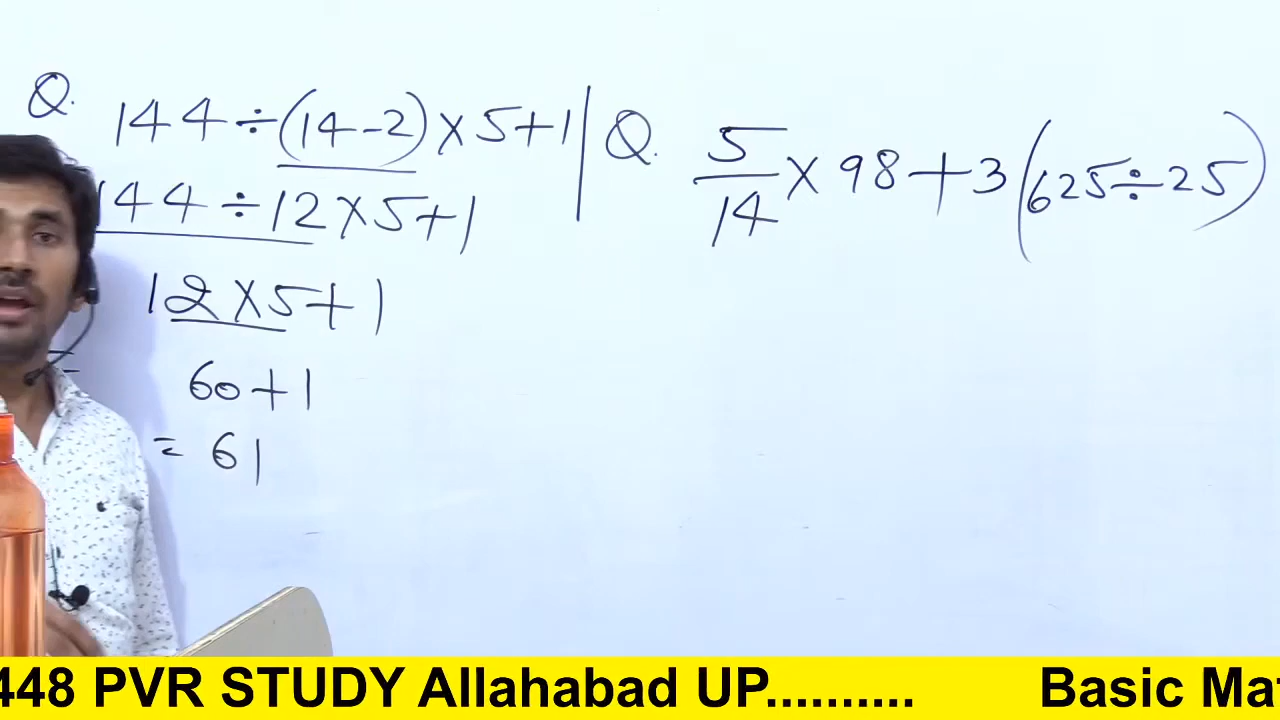 Q. 144÷(14-2)×5+1
144÷12×5+1
12×5+1
=
60+1
= 61
Q. 5/14×98+3(625÷25)
448 PVR STUDY Allahabad UP.......... Basic Mat